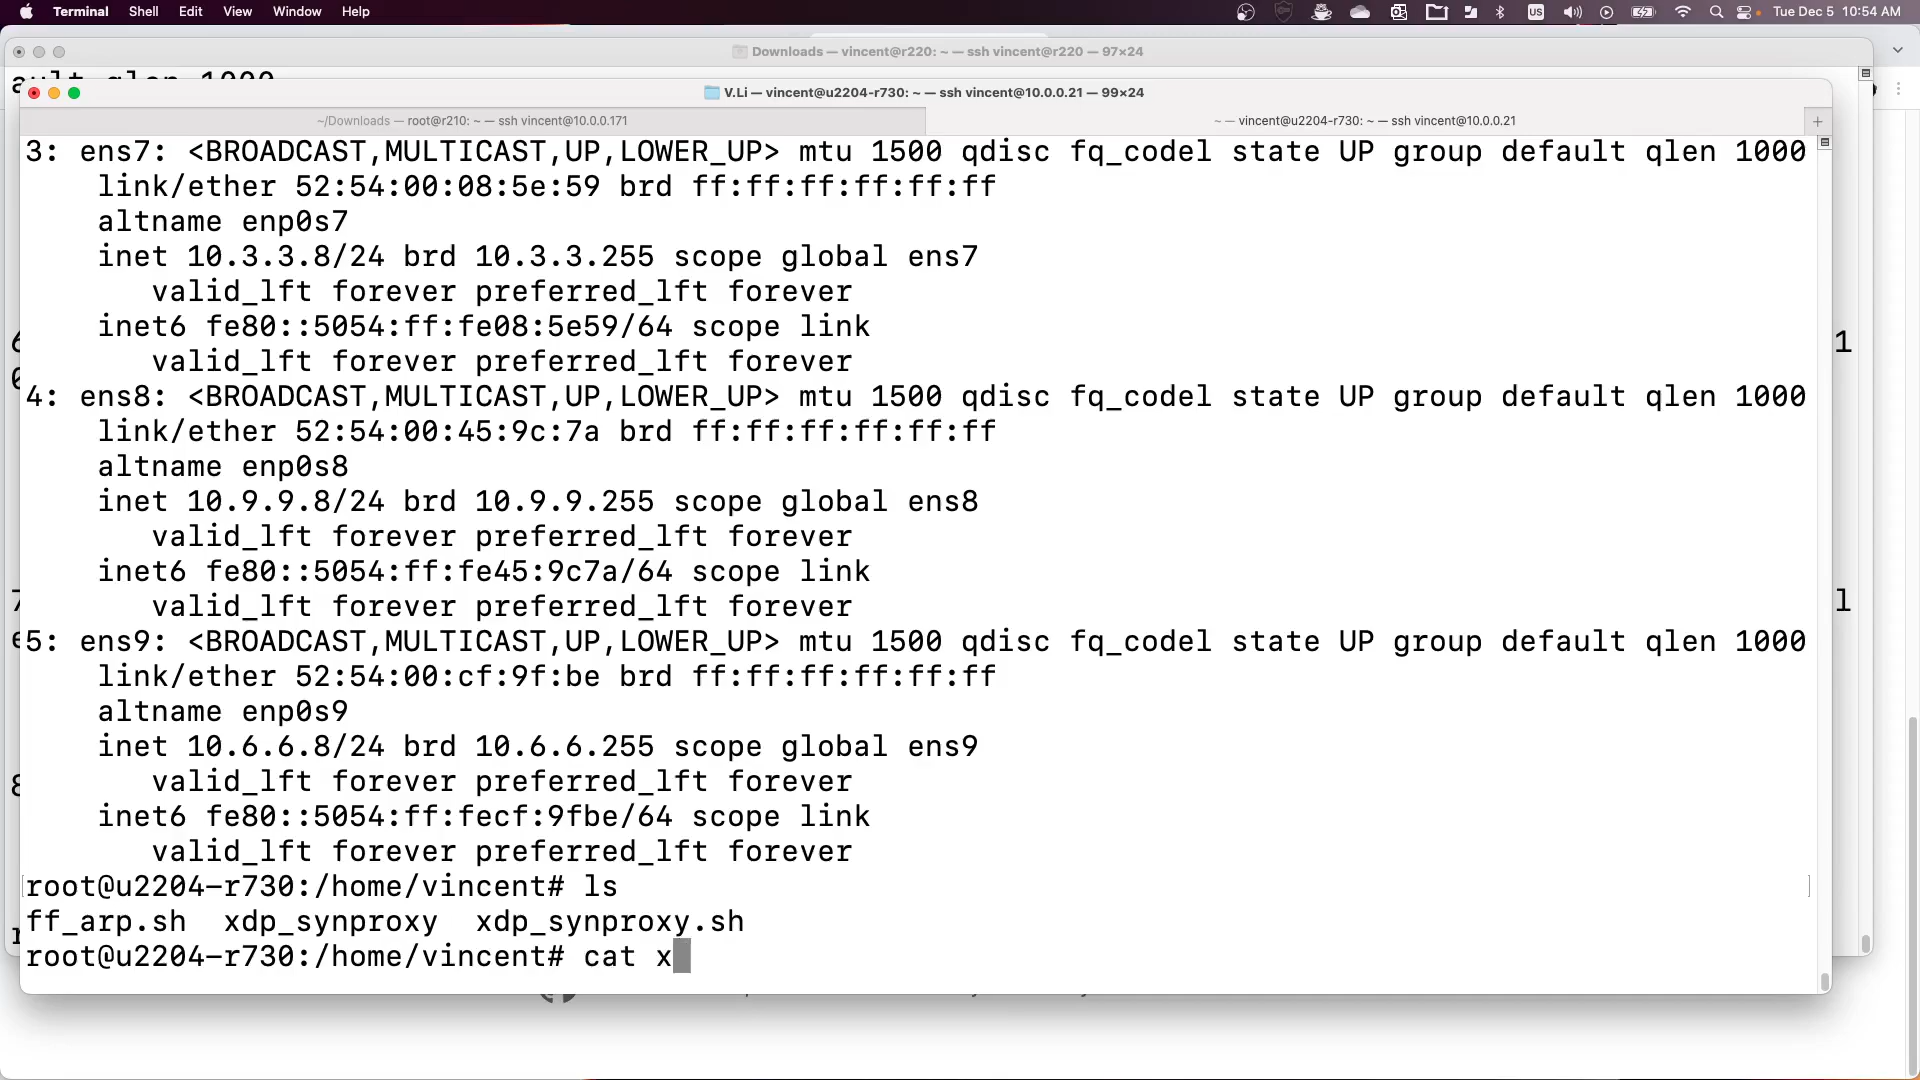 Terminal Shell Edit View Window Help US Tue Dec 5 10:54 AM
Downloads — vincent@r220: ~ — ssh vincent@r220 — 97×24
ault qlen 1000
V.Li — vincent@u2204-r730: ~ — ssh vincent@10.0.0.21 — 99×24
~/Downloads — root@r210: ~ — ssh vincent@10.0.0.171
~ — vincent@u2204-r730: ~ — ssh vincent@10.0.0.21
3: ens7: <BROADCAST,MULTICAST,UP,LOWER_UP> mtu 1500 qdisc fq_codel state UP group default qlen 1000
link/ether 52:54:00:08:5e:59 brd ff:ff:ff:ff:ff:ff
altname enp0s7
inet 10.3.3.8/24 brd 10.3.3.255 scope global ens7
valid_lft forever preferred_lft forever
inet6 fe80::5054:ff:fe08:5e59/64 scope link
valid_lft forever preferred_lft forever
4: ens8: <BROADCAST,MULTICAST,UP,LOWER_UP> mtu 1500 qdisc fq_codel state UP group default qlen 1000
link/ether 52:54:00:45:9c:7a brd ff:ff:ff:ff:ff:ff
altname enp0s8
inet 10.9.9.8/24 brd 10.9.9.255 scope global ens8
valid_lft forever preferred_lft forever
inet6 fe80::5054:ff:fe45:9c7a/64 scope link
valid_lft forever preferred_lft forever
5: ens9: <BROADCAST,MULTICAST,UP,LOWER_UP> mtu 1500 qdisc fq_codel state UP group default qlen 1000
link/ether 52:54:00:cf:9f:be brd ff:ff:ff:ff:ff:ff
altname enp0s9
inet 10.6.6.8/24 brd 10.6.6.255 scope global ens9
valid_lft forever preferred_lft forever
inet6 fe80::5054:ff:fecf:9fbe/64 scope link
valid_lft forever preferred_lft forever
root@u2204-r730:/home/vincent# ls
ff_arp.sh xdp_synproxy xdp_synproxy.sh
root@u2204-r730:/home/vincent# cat x